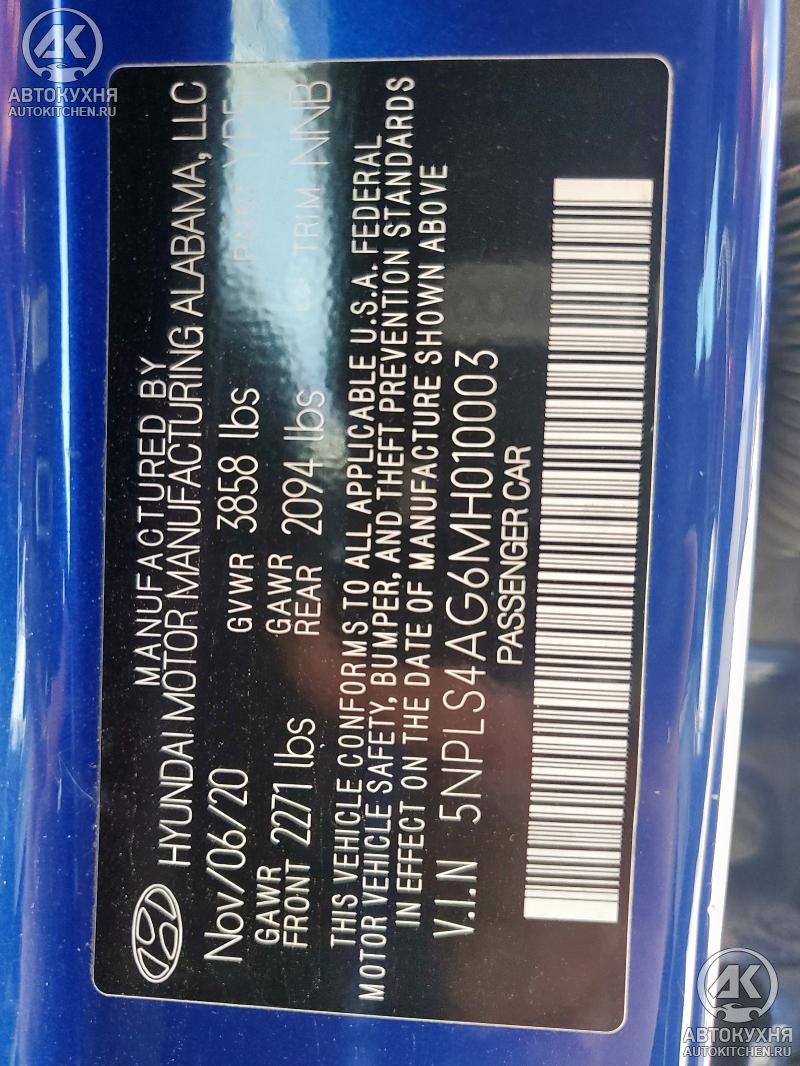 АВТОКУХНЯ
AUTOKITCHEN.RU
MANUFACTURED BY
HYUNDAI MOTOR MANUFACTURING ALABAMA, LLC
Nov/06/20 GVWR 3858 lbs PAINT
GAWR FRONT 2271 lbs GAWR REAR 2094 lbs TRIM NNB
THIS VEHICLE CONFORMS TO ALL APPLICABLE U.S.A. FEDERAL
MOTOR VEHICLE SAFETY, BUMPER, AND THEFT PREVENTION STANDARDS
IN EFFECT ON THE DATE OF MANUFACTURE SHOWN ABOVE
V.I.N 5NPLS4AG6MH010003
PASSENGER CAR
АВТОКУХНЯ
AUTOKITCHEN.RU